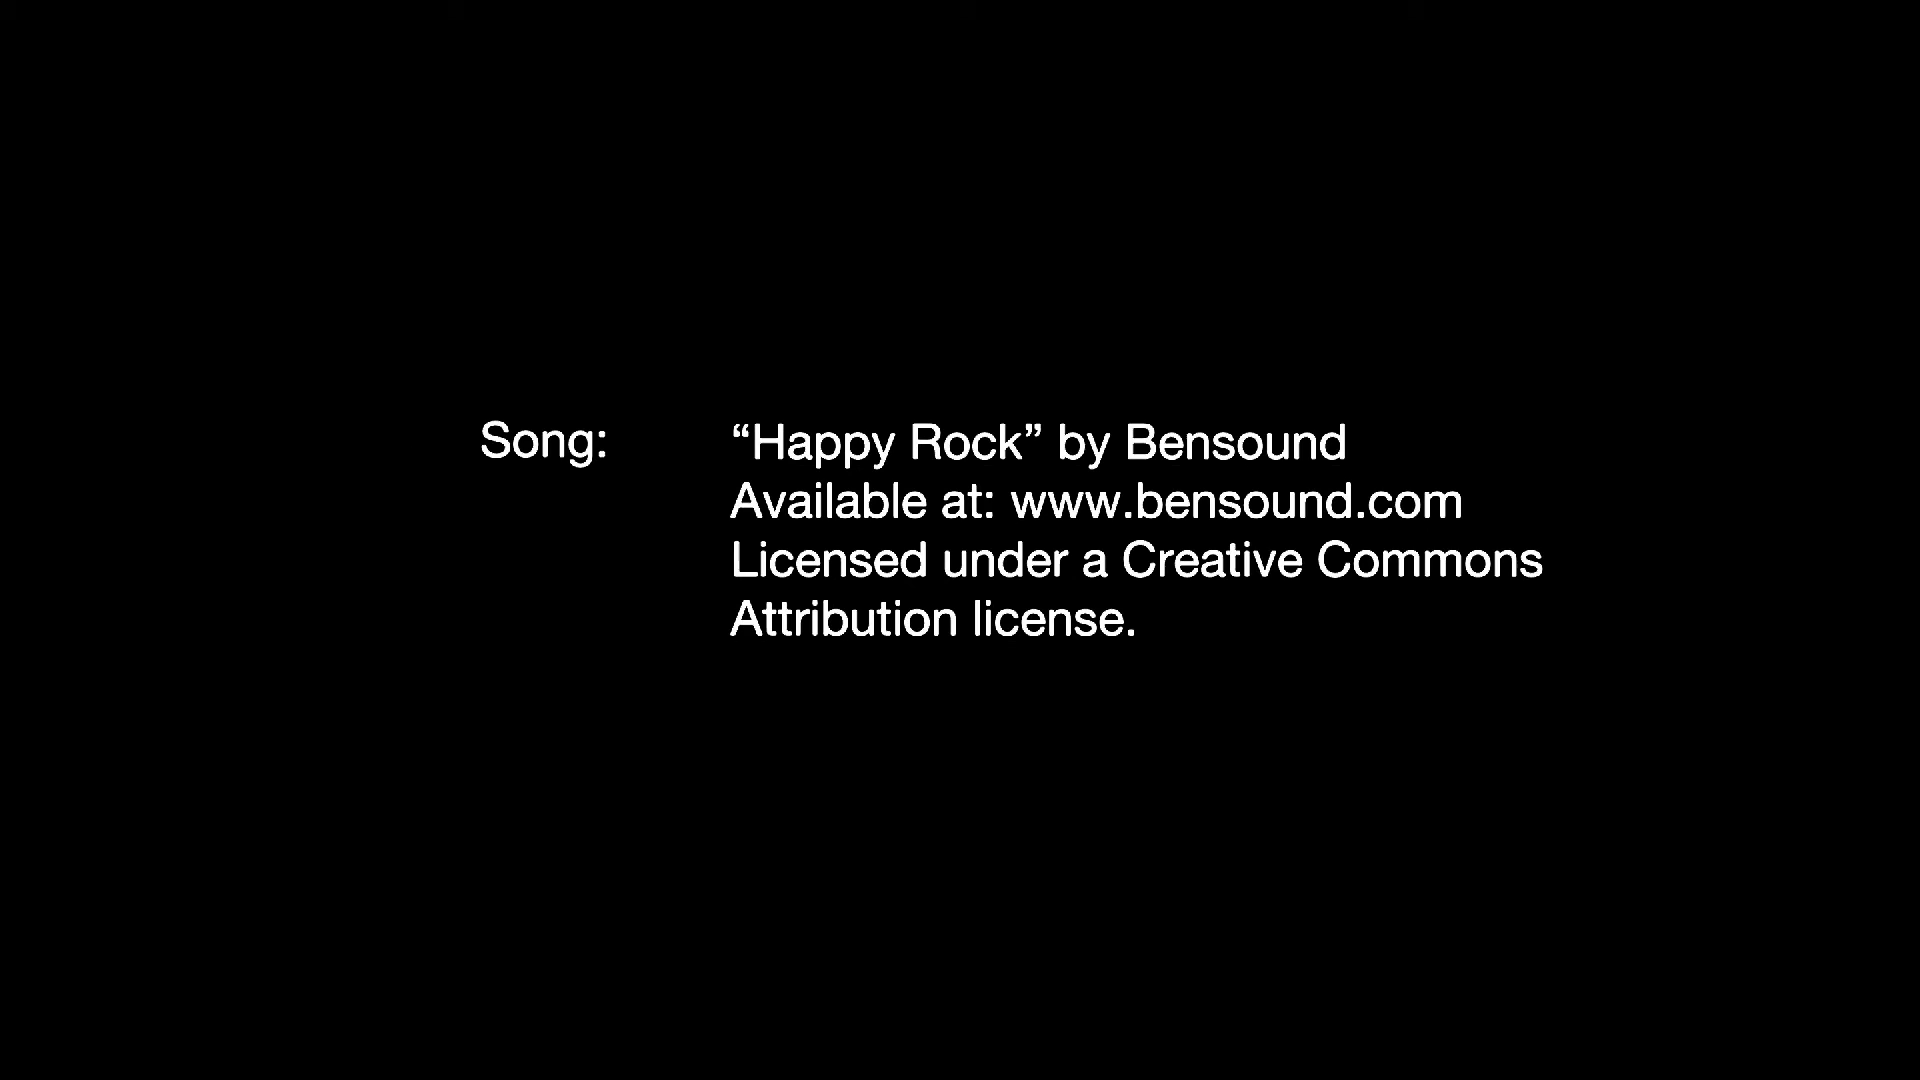 Song: “Happy Rock” by Bensound
Available at: www.bensound.com
Licensed under a Creative Commons
Attribution license.